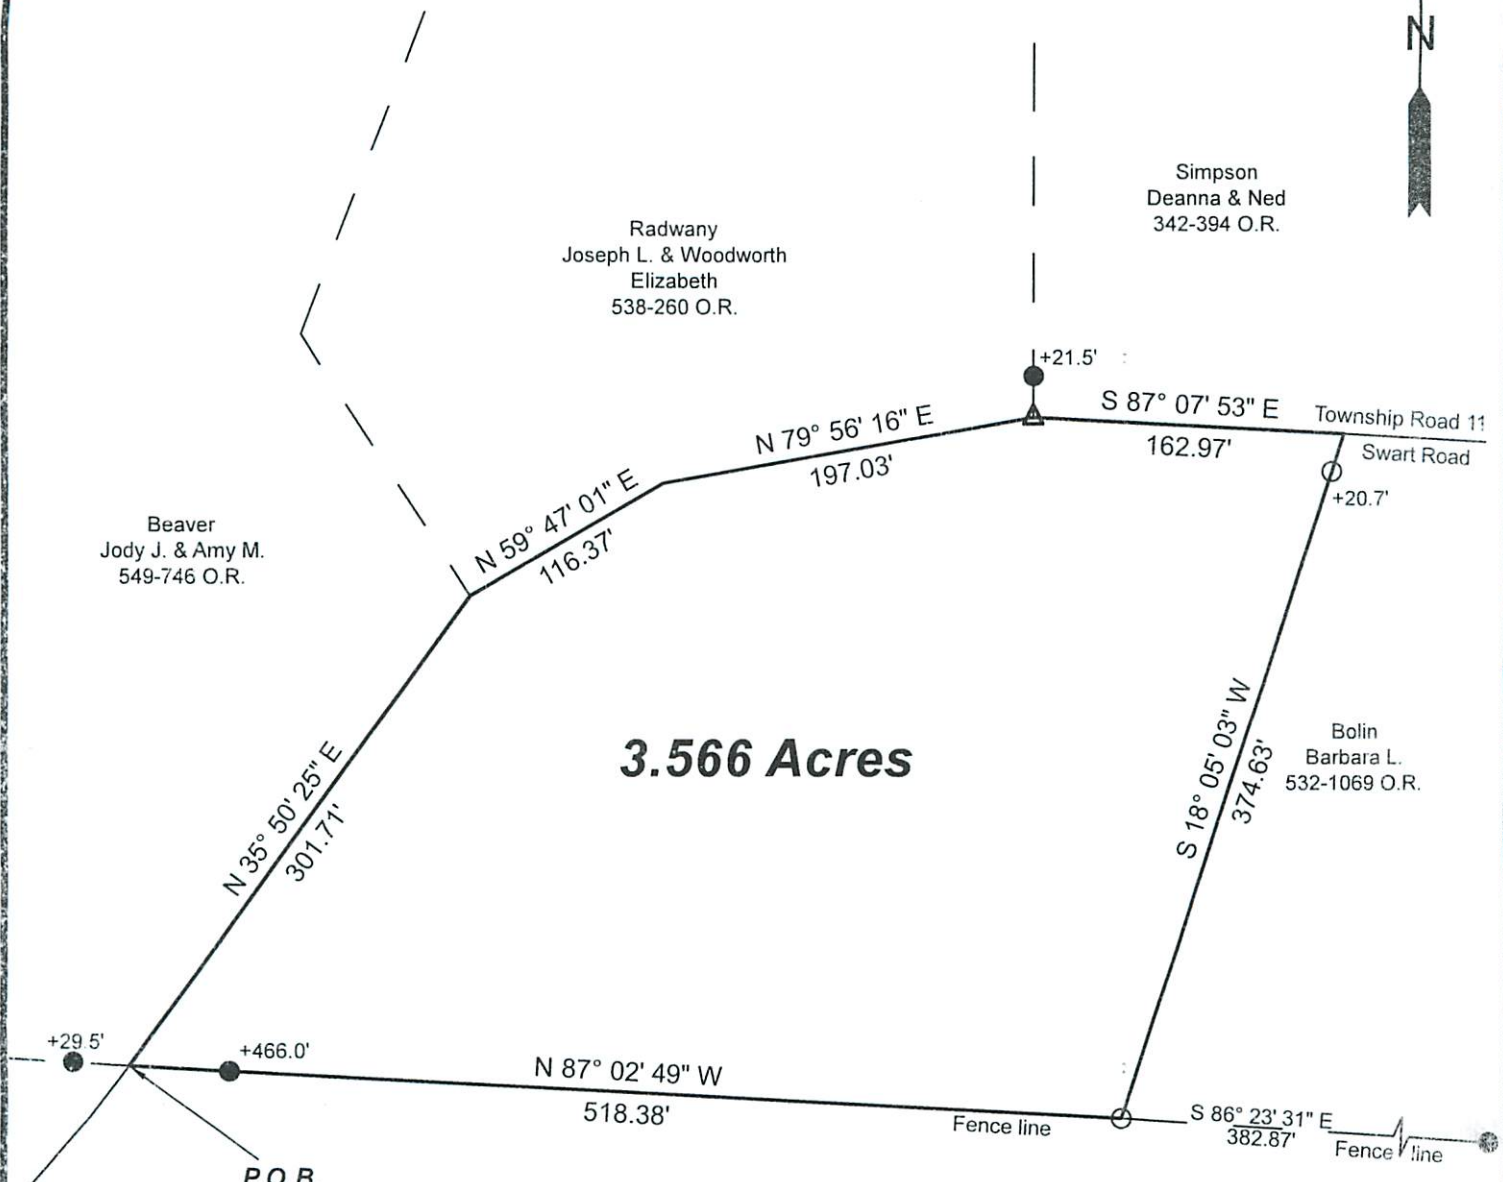 N
Simpson
Deanna & Ned
342-394 O.R.
Radwany
Joseph L. & Woodworth
Elizabeth
538-260 O.R.
+21.5'
S 87° 07' 53" E
162.97'
Township Road 11
Swart Road
+20.7'
N 79° 56' 16" E
197.03'
N 59° 47' 01" E
116.37'
Beaver
Jody J. & Amy M.
549-746 O.R.
N 35° 50' 25" E
301.71'
3.566 Acres
S 18° 05' 03" W
374.63'
Bolin
Barbara L.
532-1069 O.R.
+29.5'
+466.0'
N 87° 02' 49" W
518.38'
Fence line
S 86° 23' 31" E
382.87'
Fence line
P.O.B.